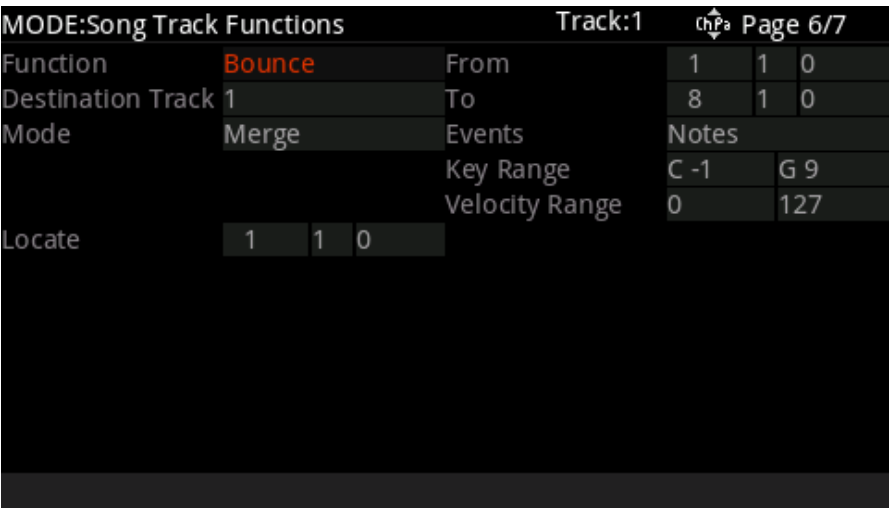 MODE:Song Track Functions Track:1 ChPa Page 6/7
Function Bounce From 1 1 0
Destination Track 1 To 8 1 0
Mode Merge Events Notes
Key Range C -1 G 9
Velocity Range 0 127
Locate 1 1 0